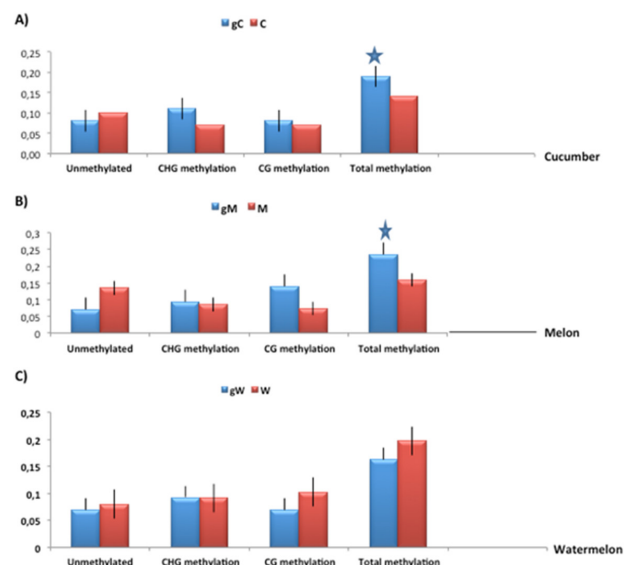 A)
gC C
0,25
0,20
0,15
0,10
0,05
0,00
Unmethylated CHG methylation CG methylation Total methylation
Cucumber
B)
gM M
0,3
0,25
0,2
0,15
0,1
0,05
0
Unmethylated CHG methylation CG methylation Total methylation
Melon
C)
gW W
0,25
0,2
0,15
0,1
0,05
0
Unmethylated CHG methylation CG methylation Total methylation
Watermelon